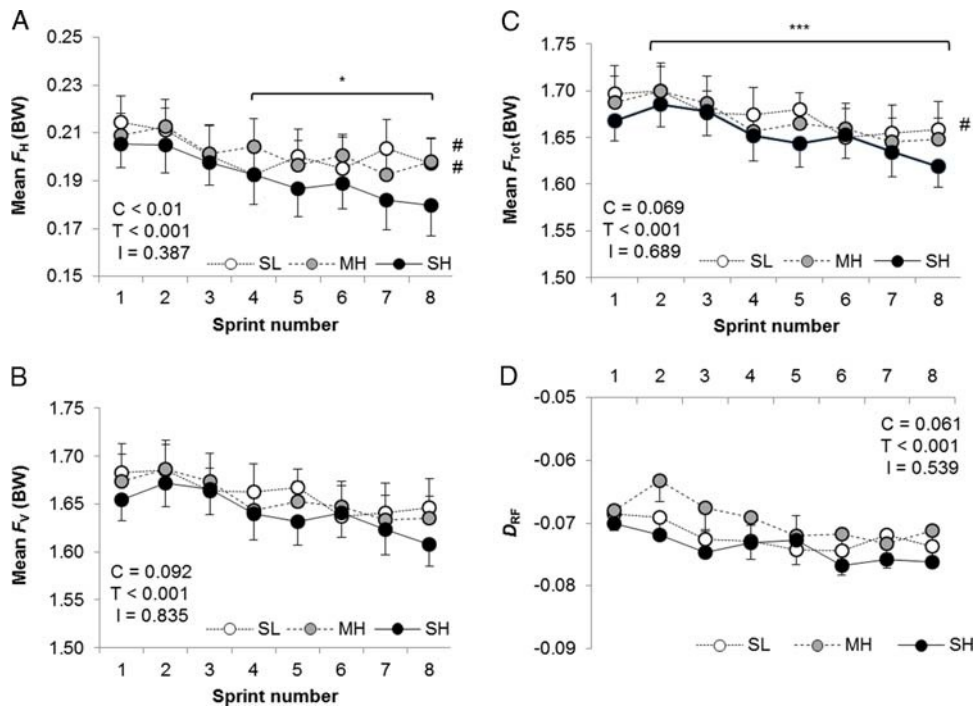 A
0.25
0.23
0.21
0.19
0.17
0.15
Mean FH (BW)
*
#
#
C < 0.01
T < 0.001
I = 0.387
SL MH SH
1 2 3 4 5 6 7 8
Sprint number
B
1.75
1.70
1.65
1.60
1.55
1.50
Mean FV (BW)
C = 0.092
T < 0.001
I = 0.835
SL MH SH
1 2 3 4 5 6 7 8
Sprint number
C
1.75
1.70
1.65
1.60
1.55
1.50
Mean FTot (BW)
***
#
C = 0.069
T < 0.001
I = 0.689
SL MH SH
1 2 3 4 5 6 7 8
Sprint number
D
1 2 3 4 5 6 7 8
-0.05
-0.06
-0.07
-0.08
-0.09
DRF
C = 0.061
T < 0.001
I = 0.539
SL MH SH